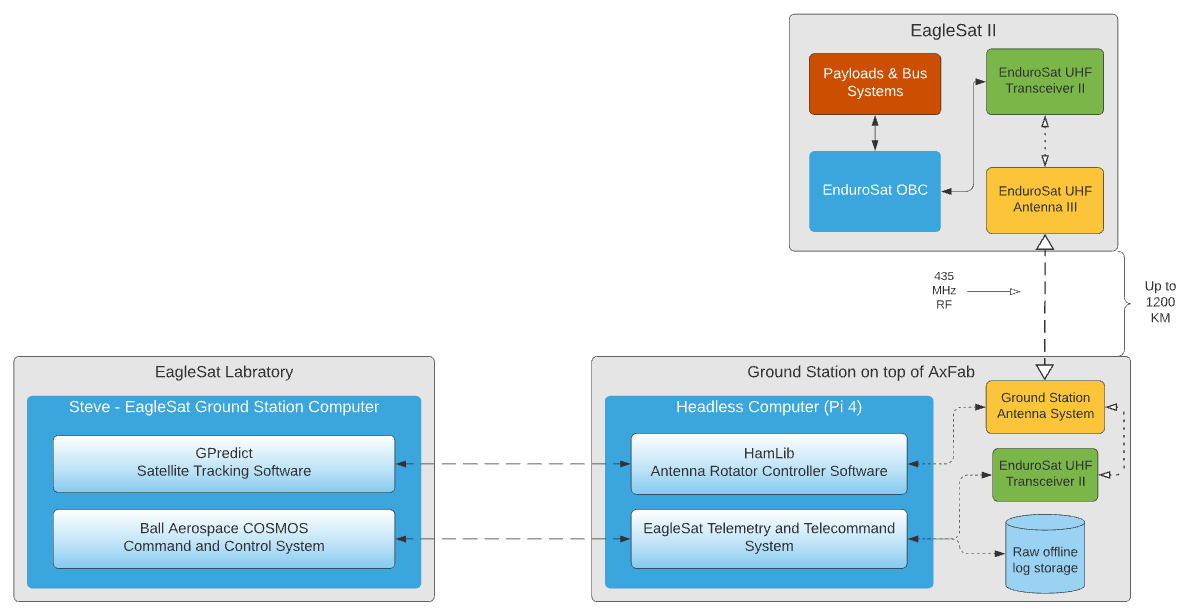 EagleSat II
Payloads & Bus
Systems
EnduroSat UHF
Transceiver II
EnduroSat OBC
EnduroSat UHF
Antenna III
435
MHz
RF
Up to
1200
KM
EagleSat Labratory
Steve - EagleSat Ground Station Computer
GPredict
Satellite Tracking Software
Ball Aerospace COSMOS
Command and Control System
Ground Station on top of AxFab
Headless Computer (Pi 4)
HamLib
Antenna Rotator Controller Software
EagleSat Telemetry and Telecommand
System
Ground Station
Antenna System
EnduroSat UHF
Transceiver II
Raw offline
log storage